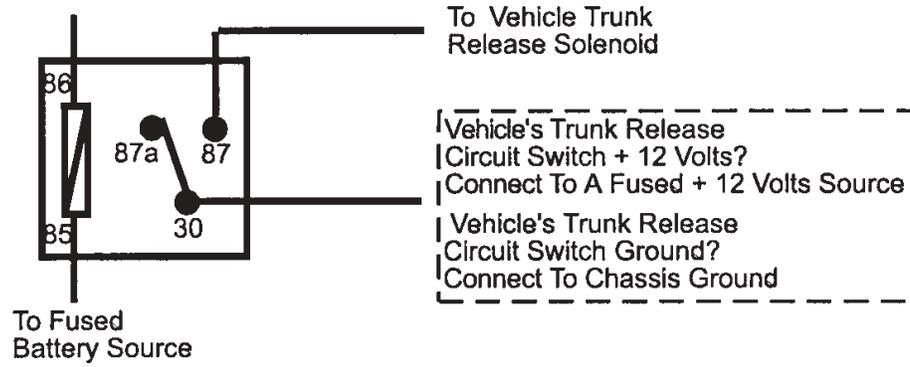 To Vehicle Trunk
Release Solenoid
86
87a
87
85
30
Vehicle's Trunk Release
Circuit Switch + 12 Volts?
Connect To A Fused + 12 Volts Source
Vehicle's Trunk Release
Circuit Switch Ground?
Connect To Chassis Ground
To Fused
Battery Source